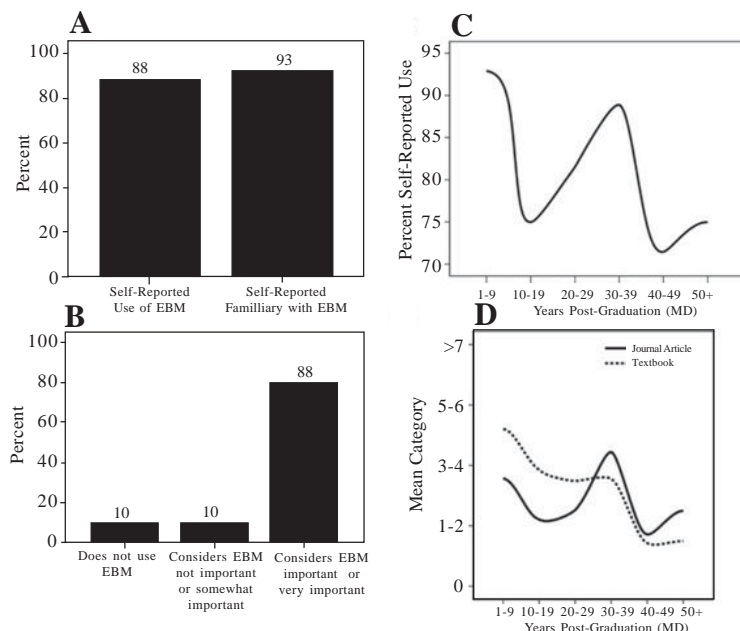 A
100
80
60
40
20
0
Percent
88
93
Self-Reported
Use of EBM
Self-Reported
Familliary with EBM
B
100
80
60
40
20
0
Percent
10
10
88
Does not use
EBM
Considers EBM
not important
or somewhat
important
Considers EBM
important or
very important
C
95
90
85
80
75
70
Percent Self-Reported Use
1-9 10-19 20-29 30-39 40-49 50+
Years Post-Graduation (MD)
D
>7
5-6
3-4
1-2
0
Mean Category
Journal Article
Textbook
1-9 10-19 20-29 30-39 40-49 50+
Years Post-Graduation (MD)